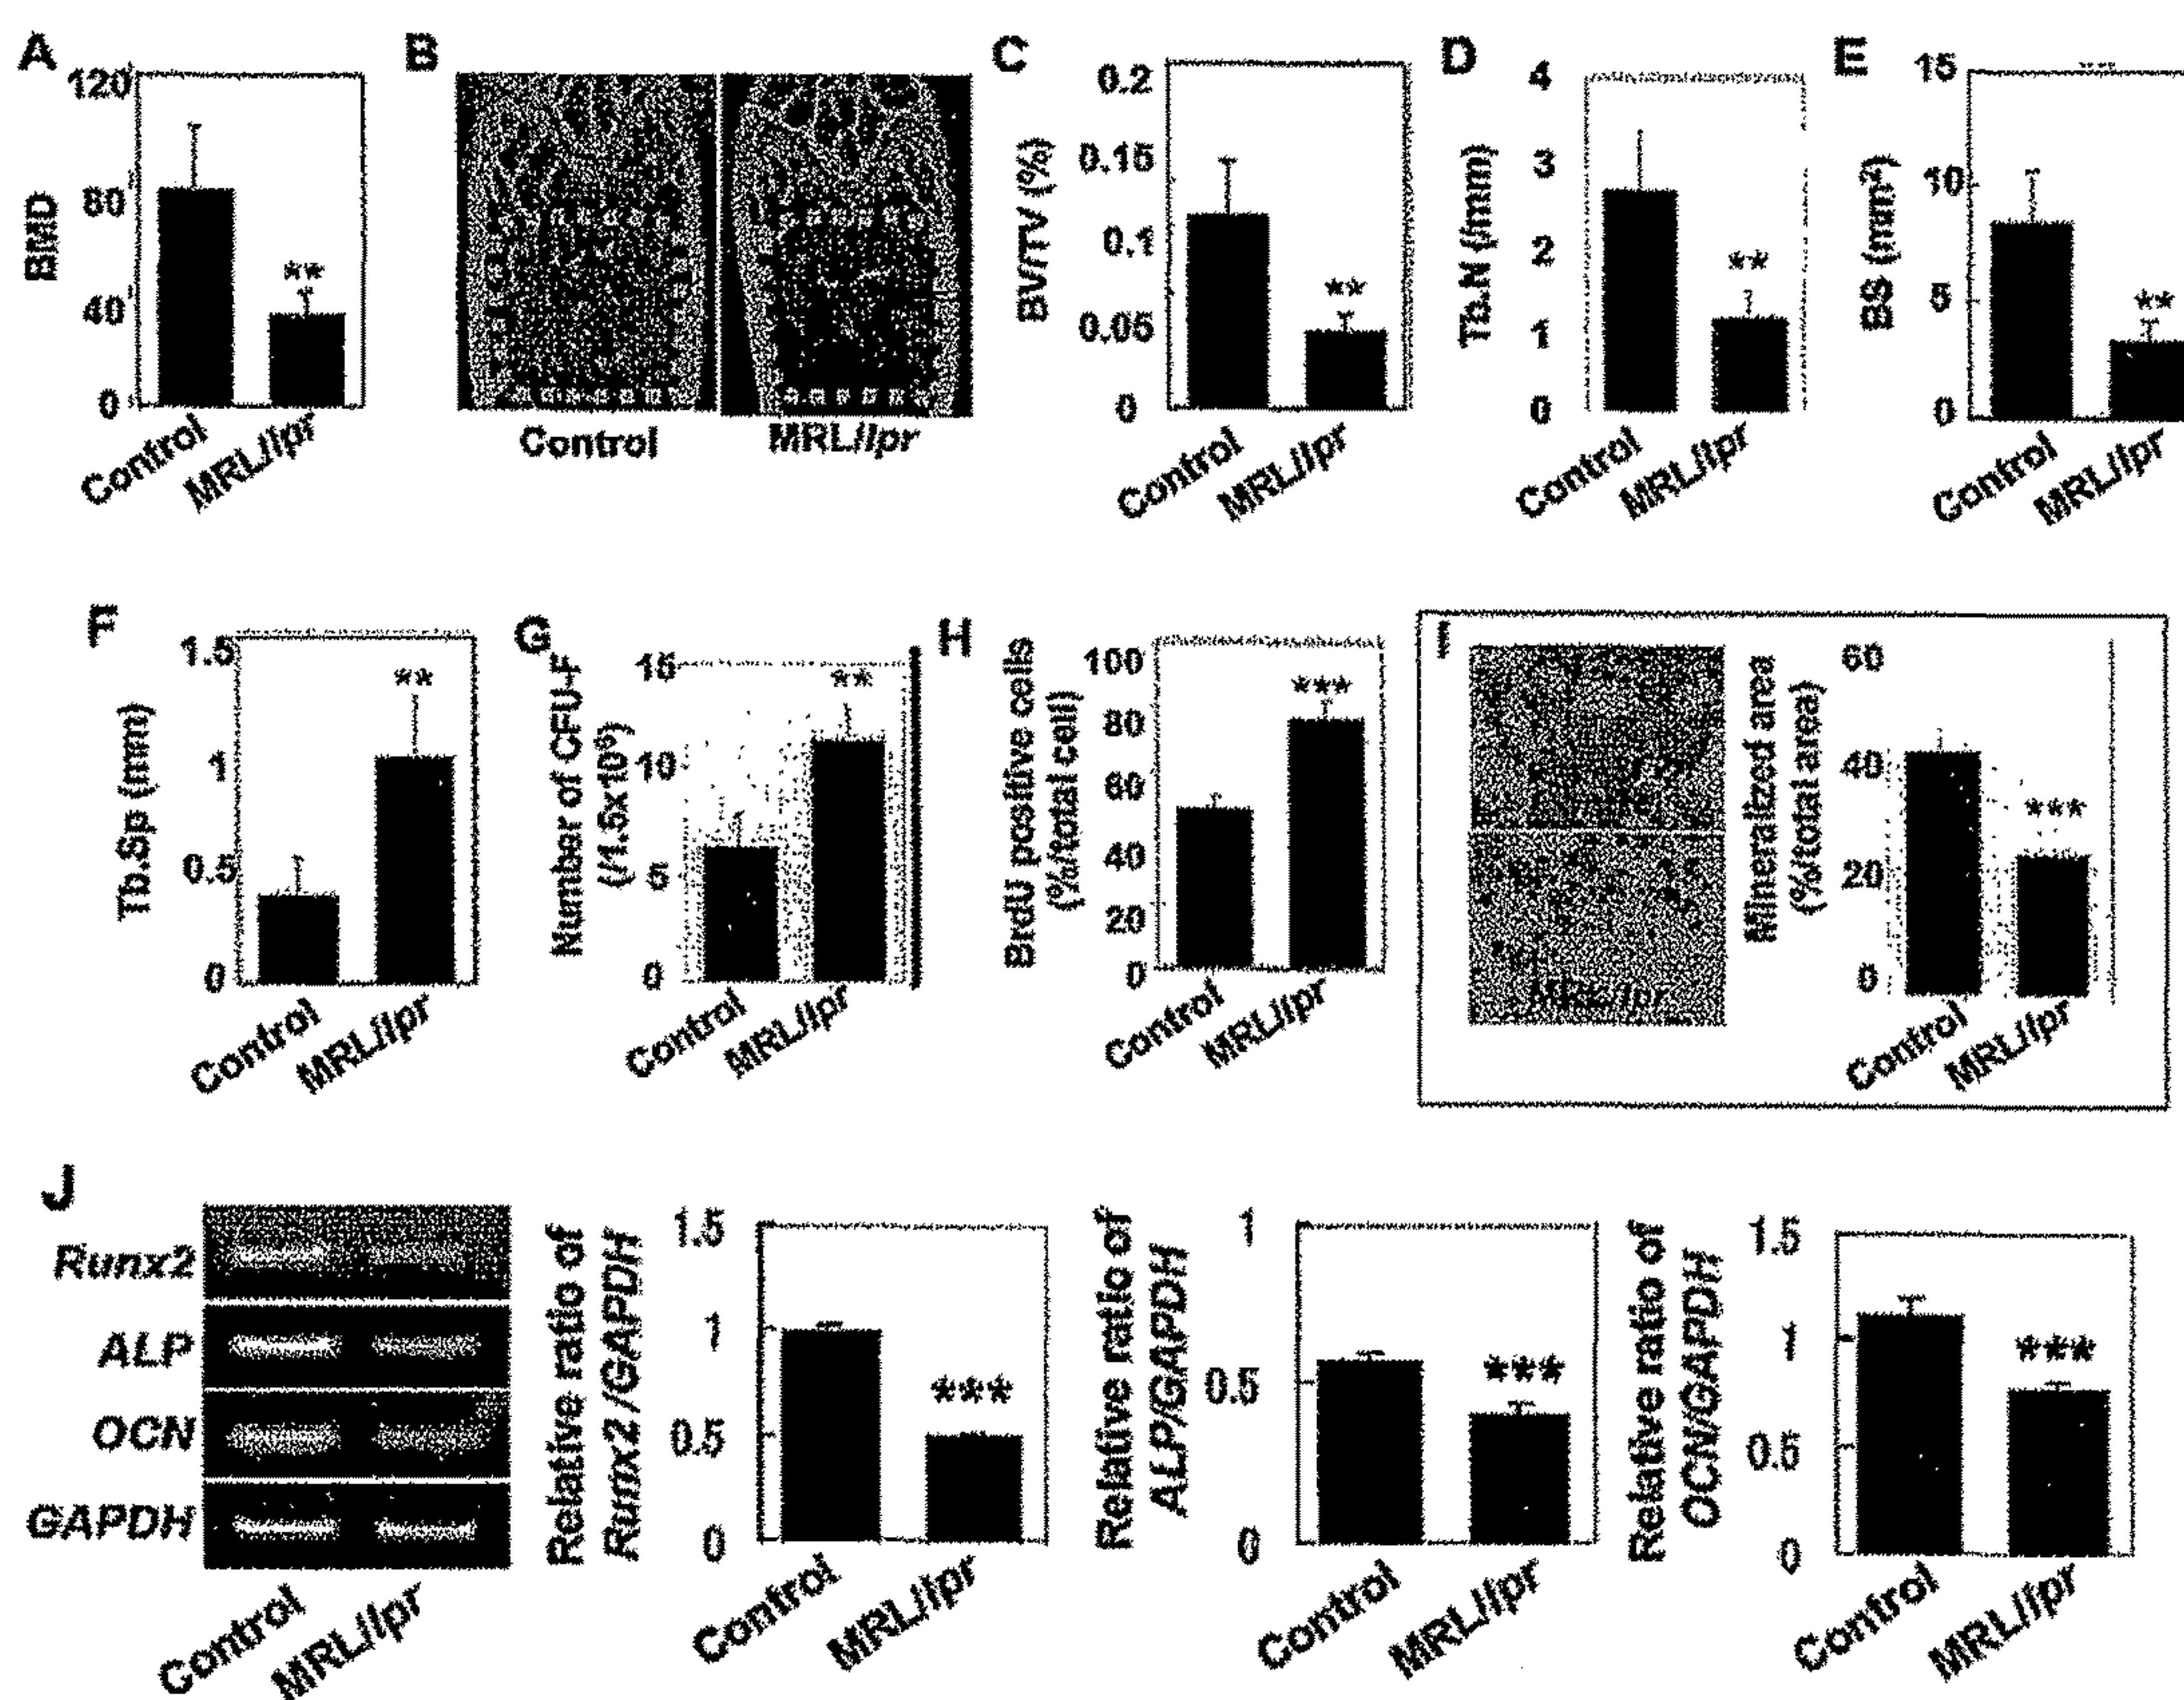 A
BMD
120
80
40
0
**
Control
MRL/lpr
B
Control
MRL/lpr
C
BV/TV (%)
0.2
0.15
0.1
0.05
0
**
Control
MRL/lpr
D
Tb.N (/mm)
4
3
2
1
0
**
Control
MRL/lpr
E
BS (mm²)
15
10
5
0
**
Control
MRL/lpr
F
Tb.Sp (mm)
1.5
1
0.5
0
**
Control
MRL/lpr
G
Number of CFU-F
(/1.5x10⁶)
15
10
5
0
**
Control
MRL/lpr
H
BrdU positive cells
(%/total cell)
100
80
60
40
20
0
***
Control
MRL/lpr
I
MRL/lpr
Mineralized area
(%/total area)
60
40
20
0
***
Control
MRL/lpr
J
Runx2
ALP
OCN
GAPDH
Control
MRL/lpr
Relative ratio of
Runx2/GAPDH
1.5
1
0.5
0
***
Control
MRL/lpr
Relative ratio of
ALP/GAPDH
1
0.5
0
***
Control
MRL/lpr
Relative ratio of
OCN/GAPDH
1.5
1
0.5
0
***
Control
MRL/lpr